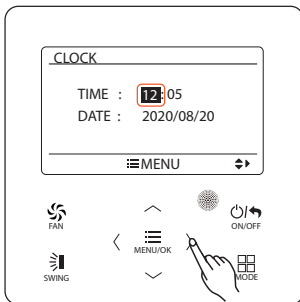 CLOCK
TIME : 12:05
DATE : 2020/08/20
MENU
FAN
ON/OFF
MENU/OK
SWING
MODE